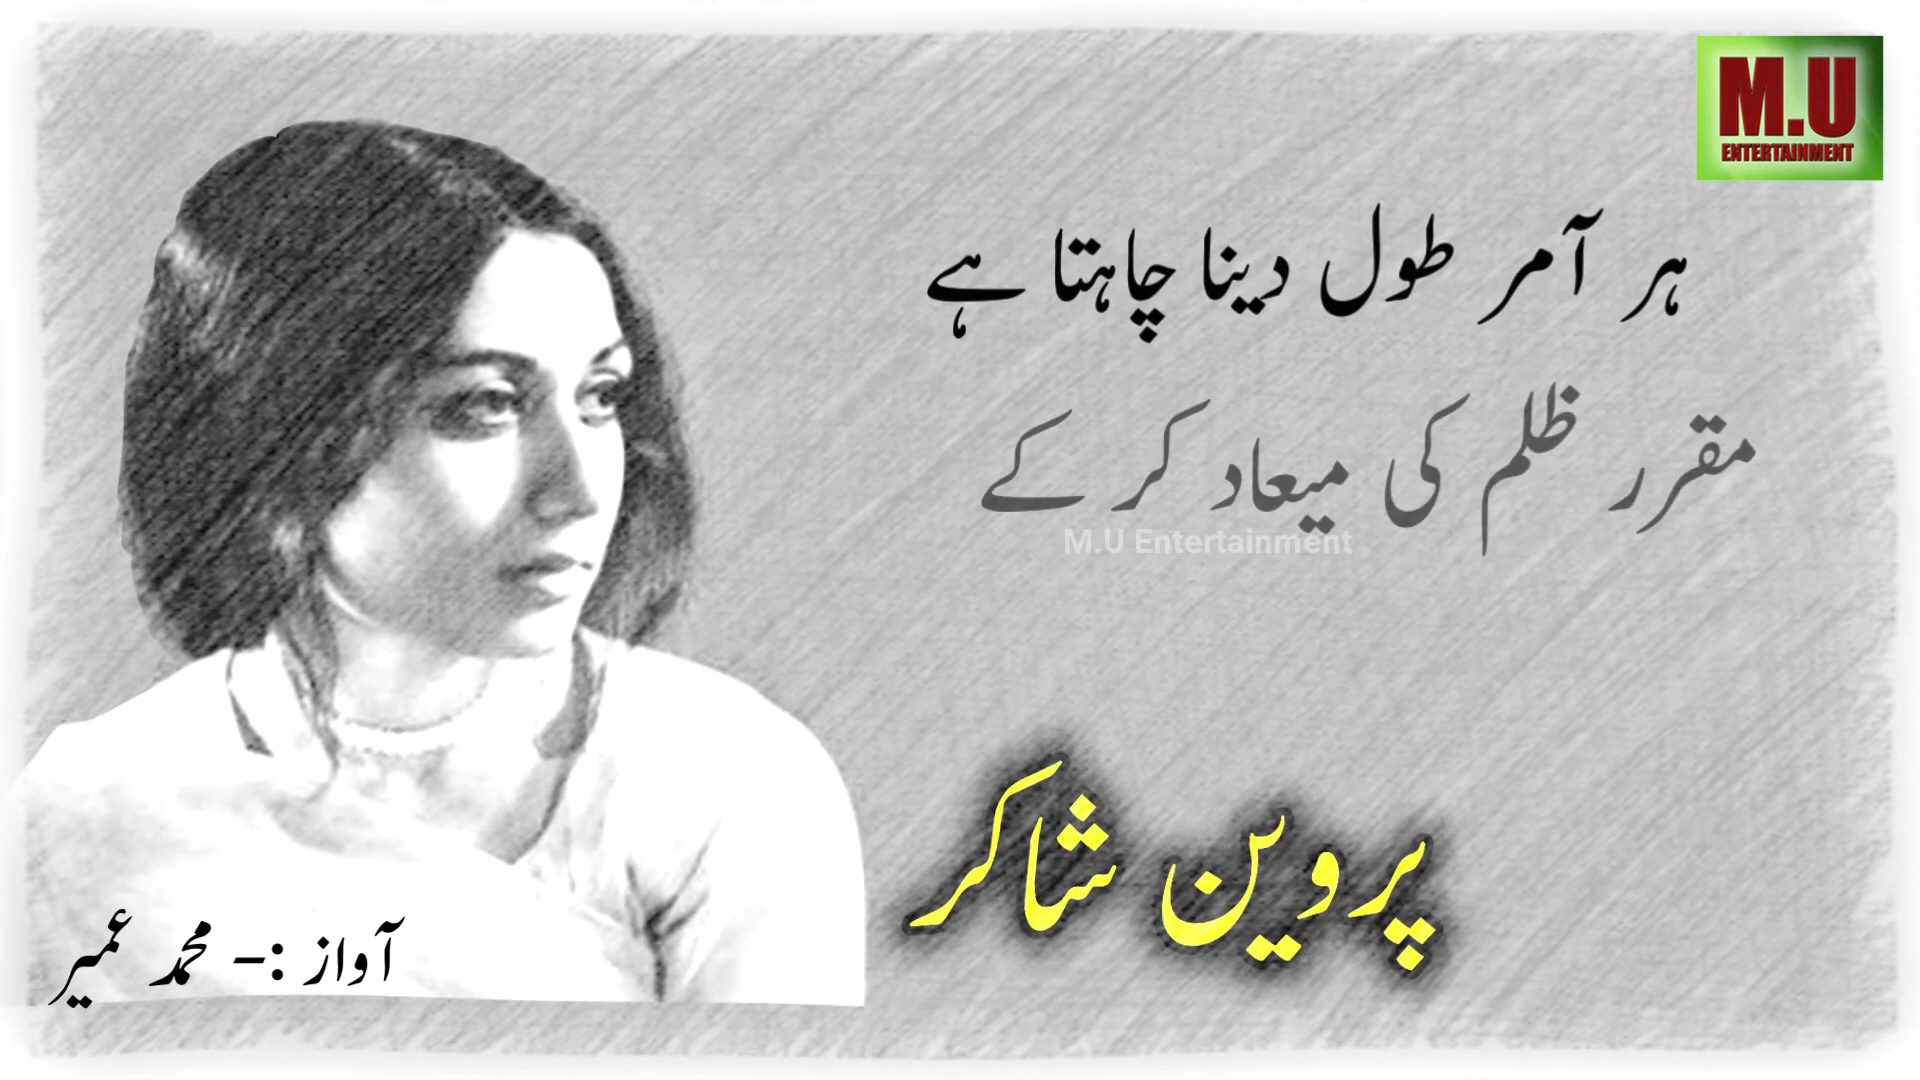 M.U
ENTERTAINMENT
ہر آمر طول دینا چاہتا ہے
مقرر ظلم کی میعاد کر کے
M.U Entertainment
پروین شاکر
آواز :- محمد عمیر